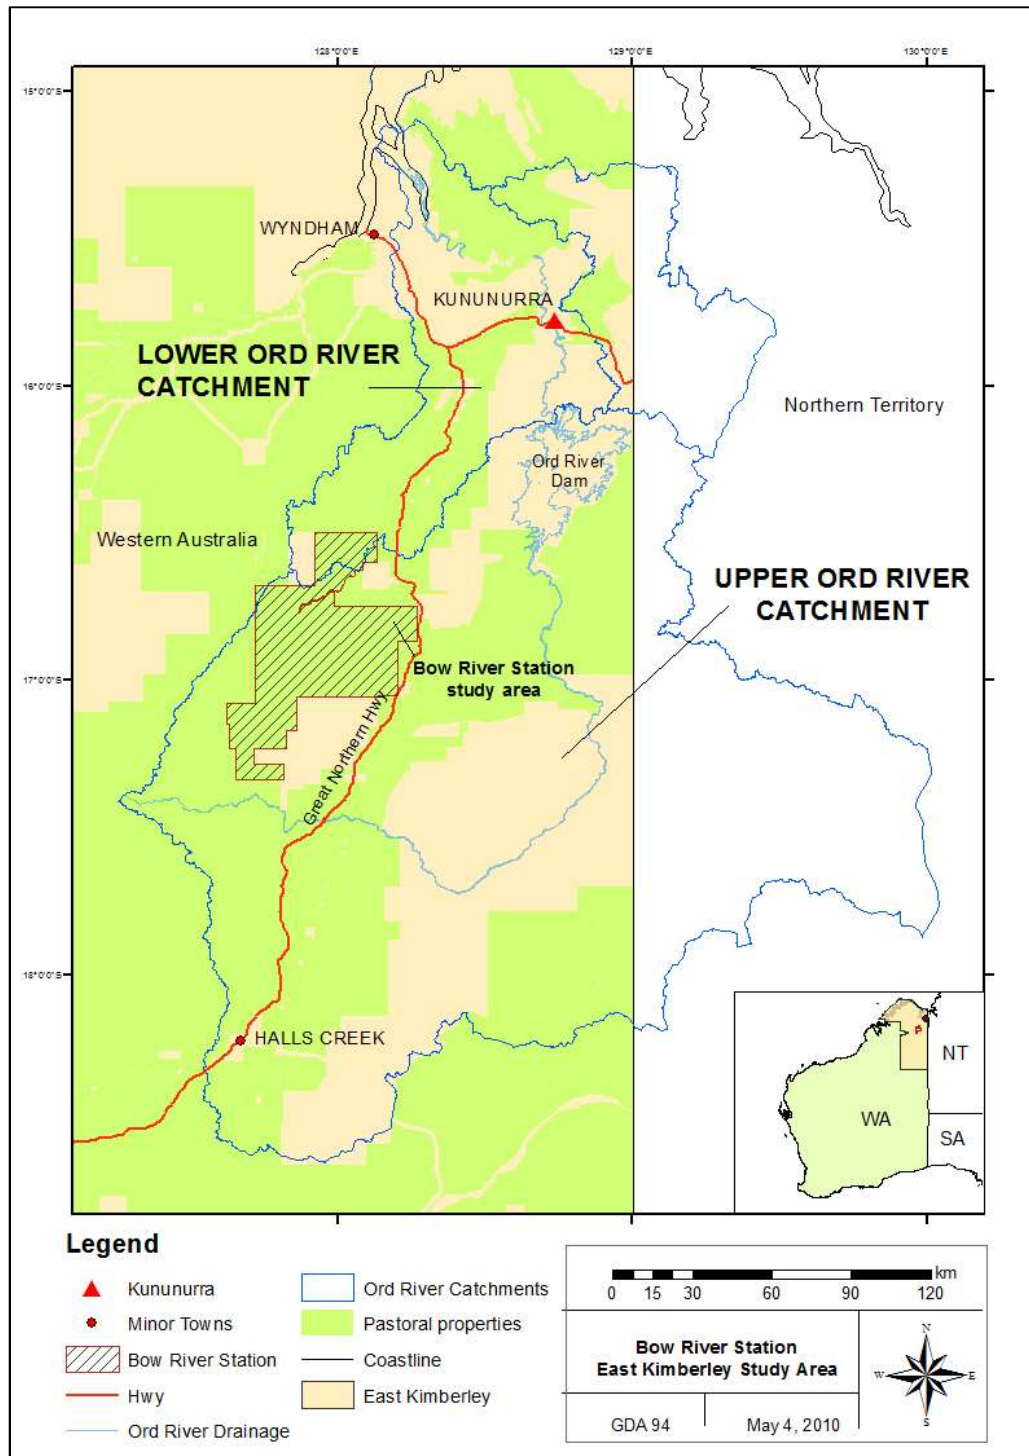 128°0'0"E
129°0'0"E
130°0'0"E
15°0'0"S
WYNDHAM
KUNUNURRA
LOWER ORD RIVER
CATCHMENT
16°0'0"S
Northern Territory
Ord River
Dam
Western Australia
UPPER ORD RIVER
CATCHMENT
Bow River Station
study area
17°0'0"S
Great Northern Hwy
18°0'0"S
HALLS CREEK
NT
WA
SA
Legend
Kununurra
Minor Towns
Bow River Station
Hwy
Ord River Drainage
Ord River Catchments
Pastoral properties
Coastline
East Kimberley
km
0 15 30 60 90 120
Bow River Station
East Kimberley Study Area
GDA 94
May 4, 2010
N
W
E
S